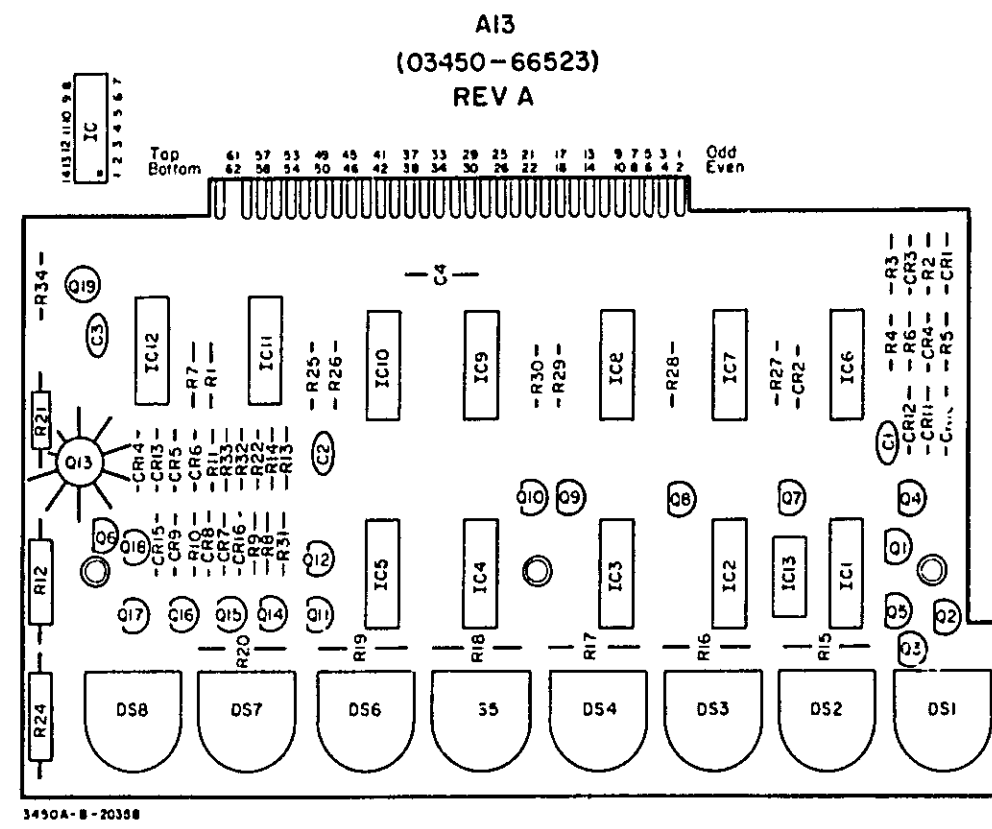 A13
(03450-66523)
REV A
14 13 12 11 10 9 8
IC
1 2 3 4 5 6 7
Top 61 57 53 49 45 41 37 33 29 25 21 17 13 9 7 5 3 1 Odd
Bottom 62 58 54 50 46 42 38 34 30 26 22 18 14 10 8 6 4 2 Even
R34
Q19
C3
C4
R3
CR3
R2
CR1
IC12
R7
R1
IC11
R25
R26
IC10
IC9
R30
R29
IC8
R28
IC7
R27
CR2
IC6
R4
R6
CR4
R5
R21
Q13
CR14
CR13
CR5
CR6
R11
R33
R32
R22
R14
R13
C2
C1
CR12
CR11
Q10
Q9
Q8
Q7
Q4
Q6
Q18
CR15
CR9
R10
CR8
CR7
CR16
R9
R8
R31
Q12
IC5
IC4
IC3
IC2
IC13
IC1
Q1
R12
Q17
Q16
Q15
Q14
Q11
Q5
Q2
Q3
R20
R19
R18
R17
R16
R15
R24
DS8
DS7
DS6
S5
DS4
DS3
DS2
DS1
3450A-B-20358